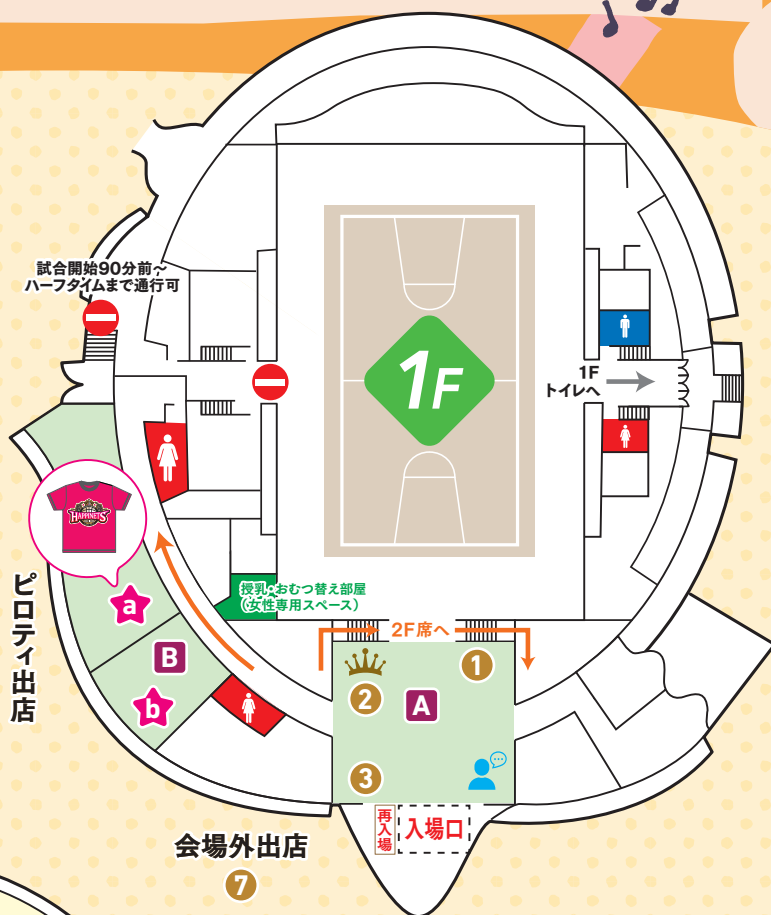 試合開始90分前～
ハーフタイムまで通行可
1F
1F
トイレへ
HAPPINETS
a
授乳・おむつ替え部屋
（女性専用スペース）
ピロティ出店
B
b
2F席へ
1
2
A
3
再入場
入場口
会場外出店
7